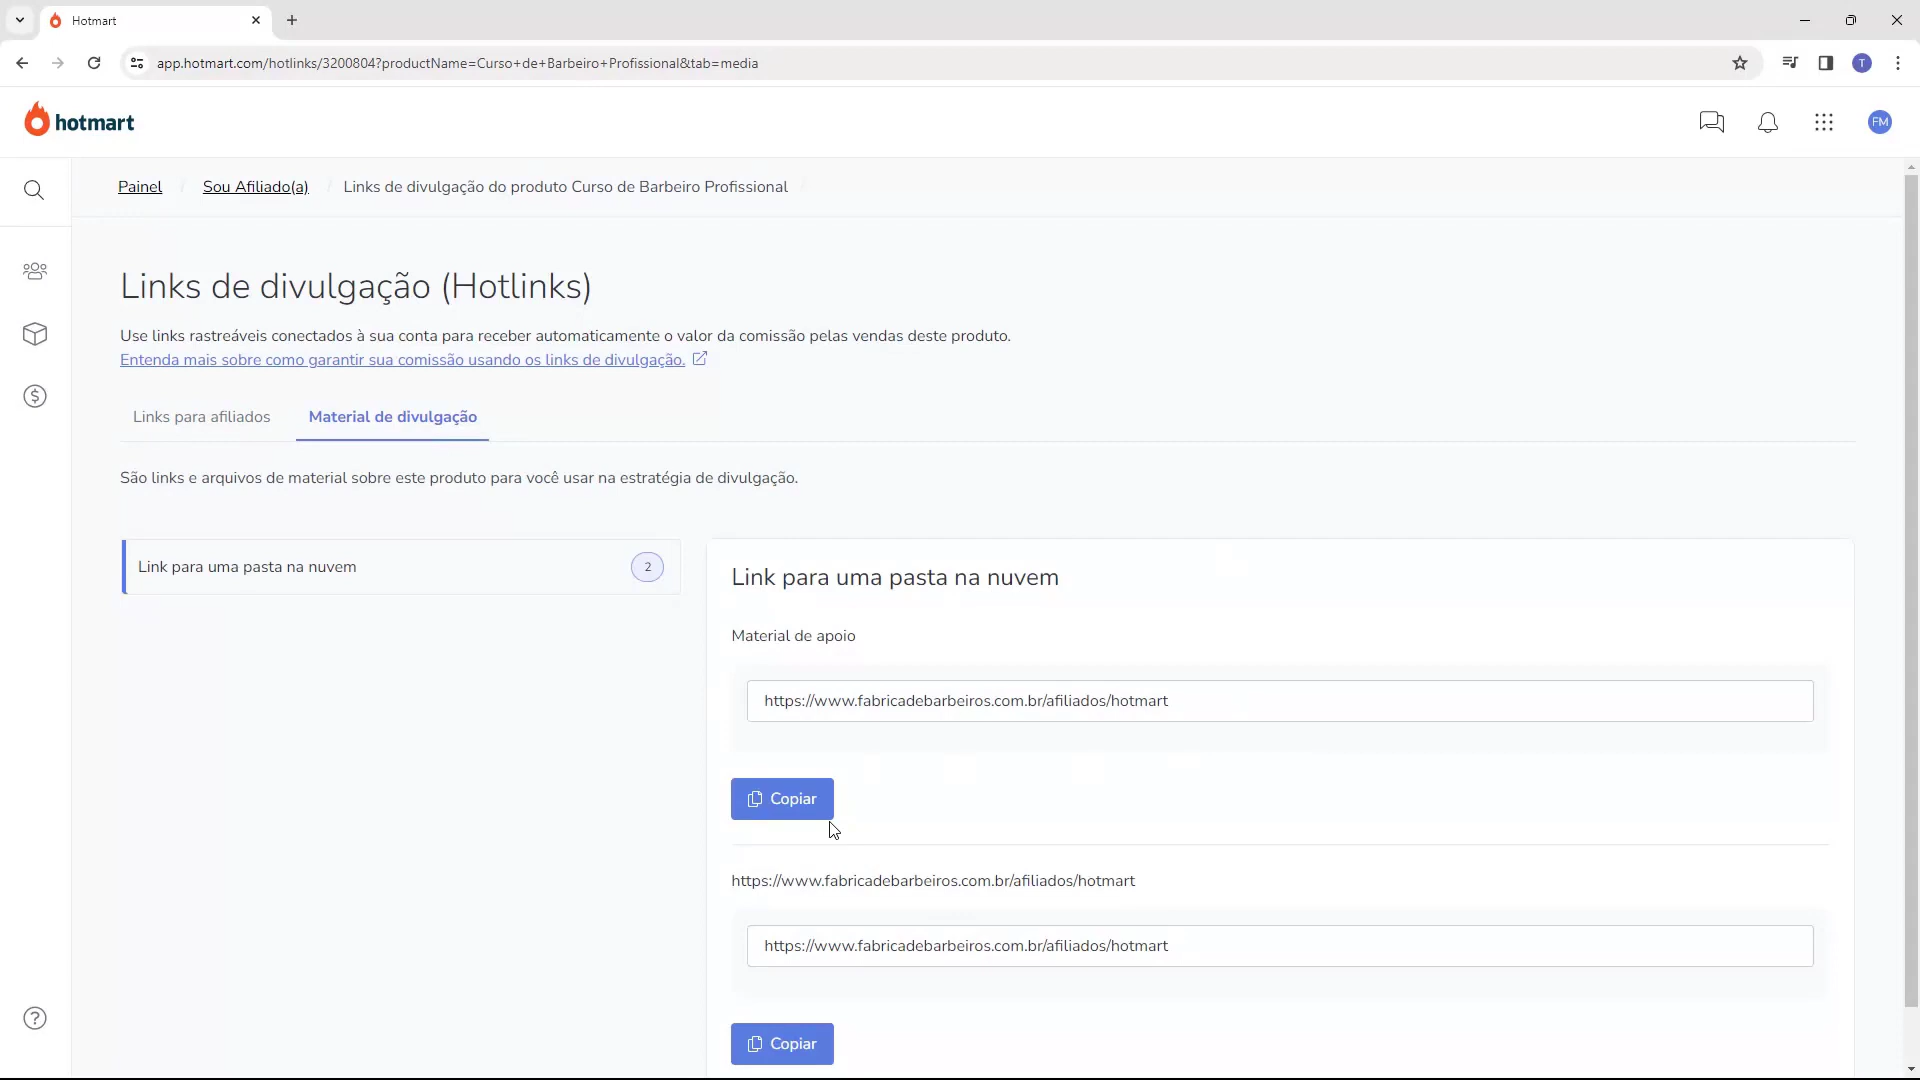 Hotmart
app.hotmart.com/hotlinks/3200804?productName=Curso+de+Barbeiro+Profissional&tab=media
T
hotmart
FM
Painel / Sou Afiliado(a) / Links de divulgação do produto Curso de Barbeiro Profissional /
Links de divulgação (Hotlinks)
Use links rastreáveis conectados à sua conta para receber automaticamente o valor da comissão pelas vendas deste produto.
Entenda mais sobre como garantir sua comissão usando os links de divulgação.
Links para afiliados Material de divulgação
São links e arquivos de material sobre este produto para você usar na estratégia de divulgação.
Link para uma pasta na nuvem 2
Link para uma pasta na nuvem
Material de apoio
https://www.fabricadebarbeiros.com.br/afiliados/hotmart
Copiar
https://www.fabricadebarbeiros.com.br/afiliados/hotmart
https://www.fabricadebarbeiros.com.br/afiliados/hotmart
Copiar